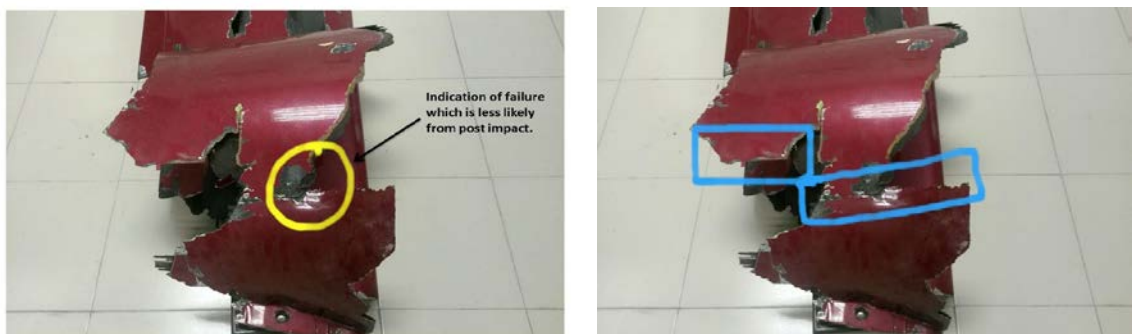 Indication of failure
which is less likely
from post impact.